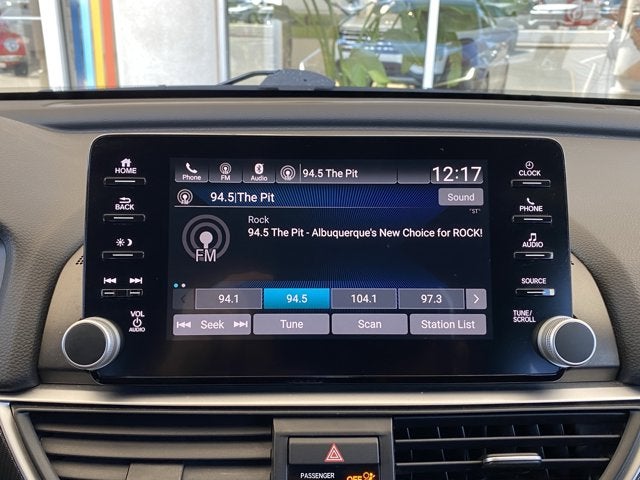 HOME
BACK
VOL
AUDIO
Phone FM Audio 94.5 The Pit 12:17
94.5|The Pit Sound
"ST"
Rock
94.5 The Pit - Albuquerque's New Choice for ROCK!
FM
94.1 94.5 104.1 97.3
Seek Tune Scan Station List
CLOCK
PHONE
AUDIO
SOURCE
TUNE/
SCROLL
PASSENGER
OFF